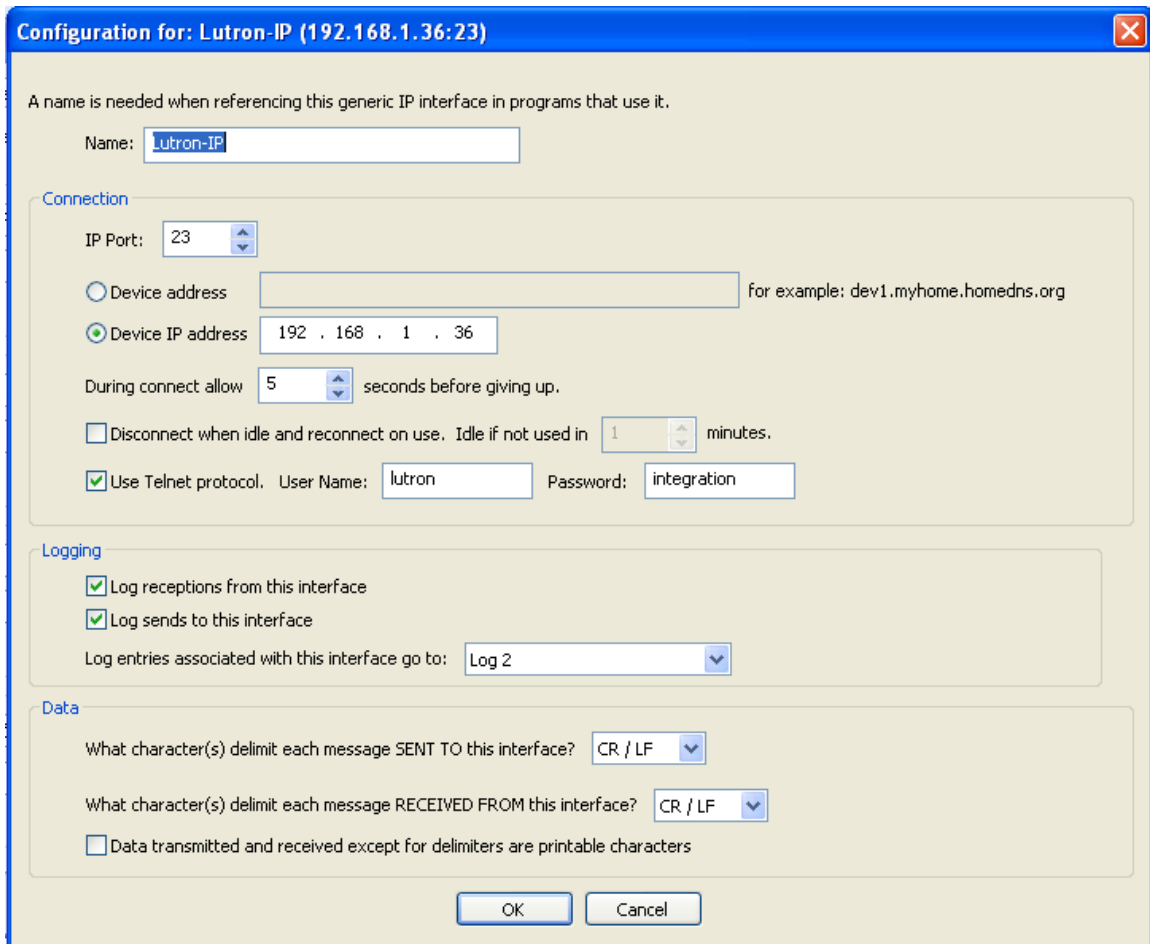 Configuration for: Lutron-IP (192.168.1.36:23)
A name is needed when referencing this generic IP interface in programs that use it.
Name: Lutron-IP
Connection
IP Port: 23
Device address for example: dev1.myhome.homedns.org
Device IP address 192 . 168 . 1 . 36
During connect allow 5 seconds before giving up.
Disconnect when idle and reconnect on use. Idle if not used in 1 minutes.
Use Telnet protocol. User Name: lutron Password: integration
Logging
Log receptions from this interface
Log sends to this interface
Log entries associated with this interface go to: Log 2
Data
What character(s) delimit each message SENT TO this interface? CR / LF
What character(s) delimit each message RECEIVED FROM this interface? CR / LF
Data transmitted and received except for delimiters are printable characters
OK Cancel